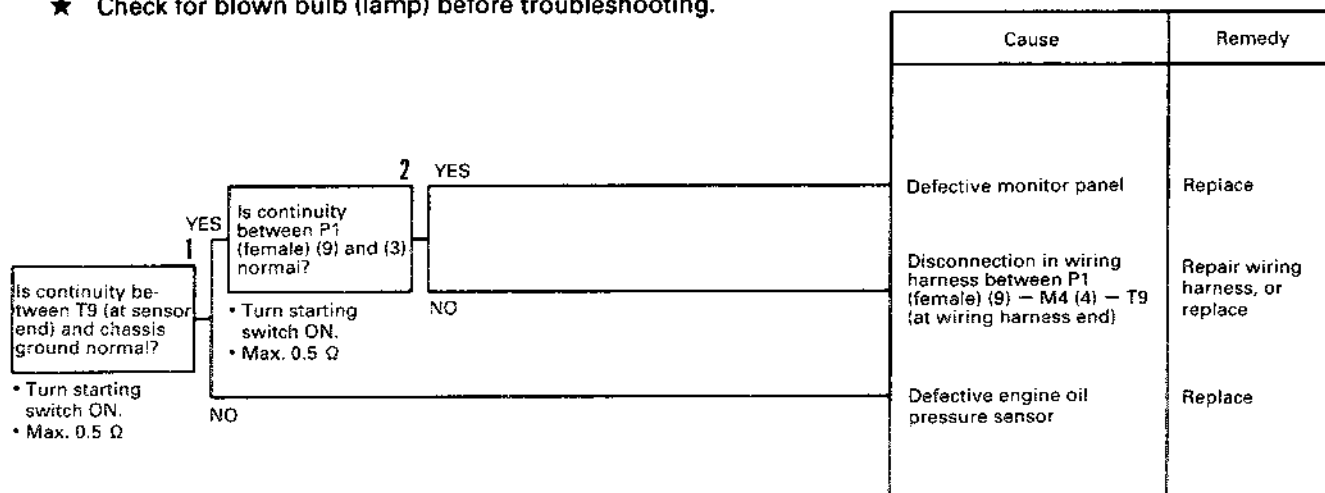 ★ Check for blown bulb (lamp) before troubleshooting.
Cause
Remedy
2
YES
Is continuity
between P1
(female) (9) and (3)
normal?
• Turn starting
switch ON.
• Max. 0.5 Ω
NO
YES
1
Is continuity be-
tween T9 (at sensor
end) and chassis
ground normal?
• Turn starting
switch ON.
• Max. 0.5 Ω
NO
Defective monitor panel
Replace
Disconnection in wiring
harness between P1
(female) (9) — M4 (4) — T9
(at wiring harness end)
Repair wiring
harness, or
replace
Defective engine oil
pressure sensor
Replace